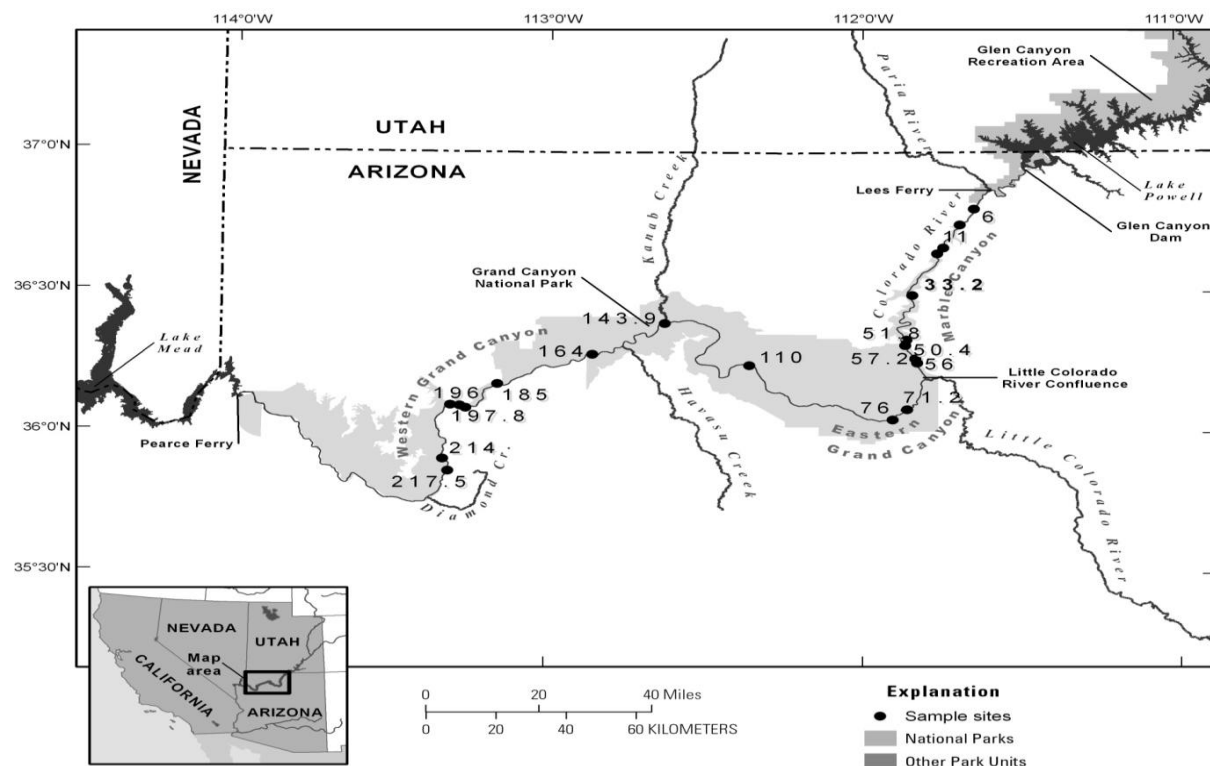 114°0'W
113°0'W
112°0'W
111°0'W
Glen Canyon
Recreation Area
Paria River
NEVADA
UTAH
37°0'N
ARIZONA
Kanab Creek
Lees Ferry
Lake
Powell
6
Glen Canyon
Dam
11
Colorado River
Marble Canyon
36°30'N
Grand Canyon
National Park
33.2
143.9
51.8
50.4
Lake
Mead
Western Grand Canyon
164
110
57.2
56
Little Colorado
River Confluence
196
185
71.2
197.8
76
36°0'N
Pearce Ferry
Eastern
Grand Canyon
214
Havasu Creek
217.5
Diamond Cr.
Little Colorado River
35°30'N
NEVADA
UTAH
Map
area
CALIFORNIA
ARIZONA
0 20 40 Miles
0 20 40 60 KILOMETERS
Explanation
Sample sites
National Parks
Other Park Units